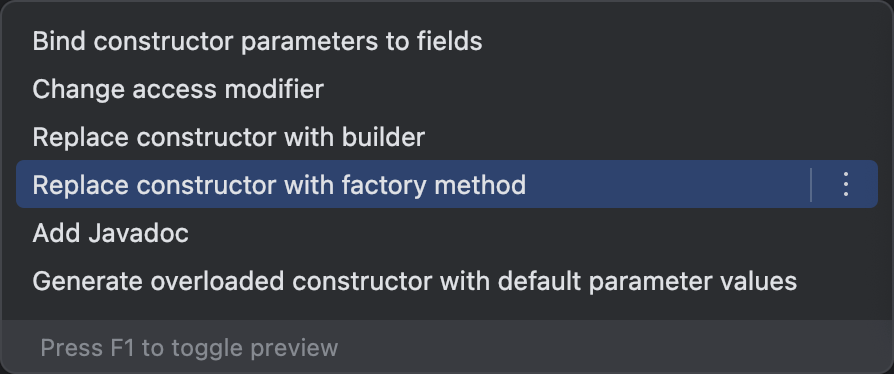 Bind constructor parameters to fields
Change access modifier
Replace constructor with builder
Replace constructor with factory method
Add Javadoc
Generate overloaded constructor with default parameter values
Press F1 to toggle preview